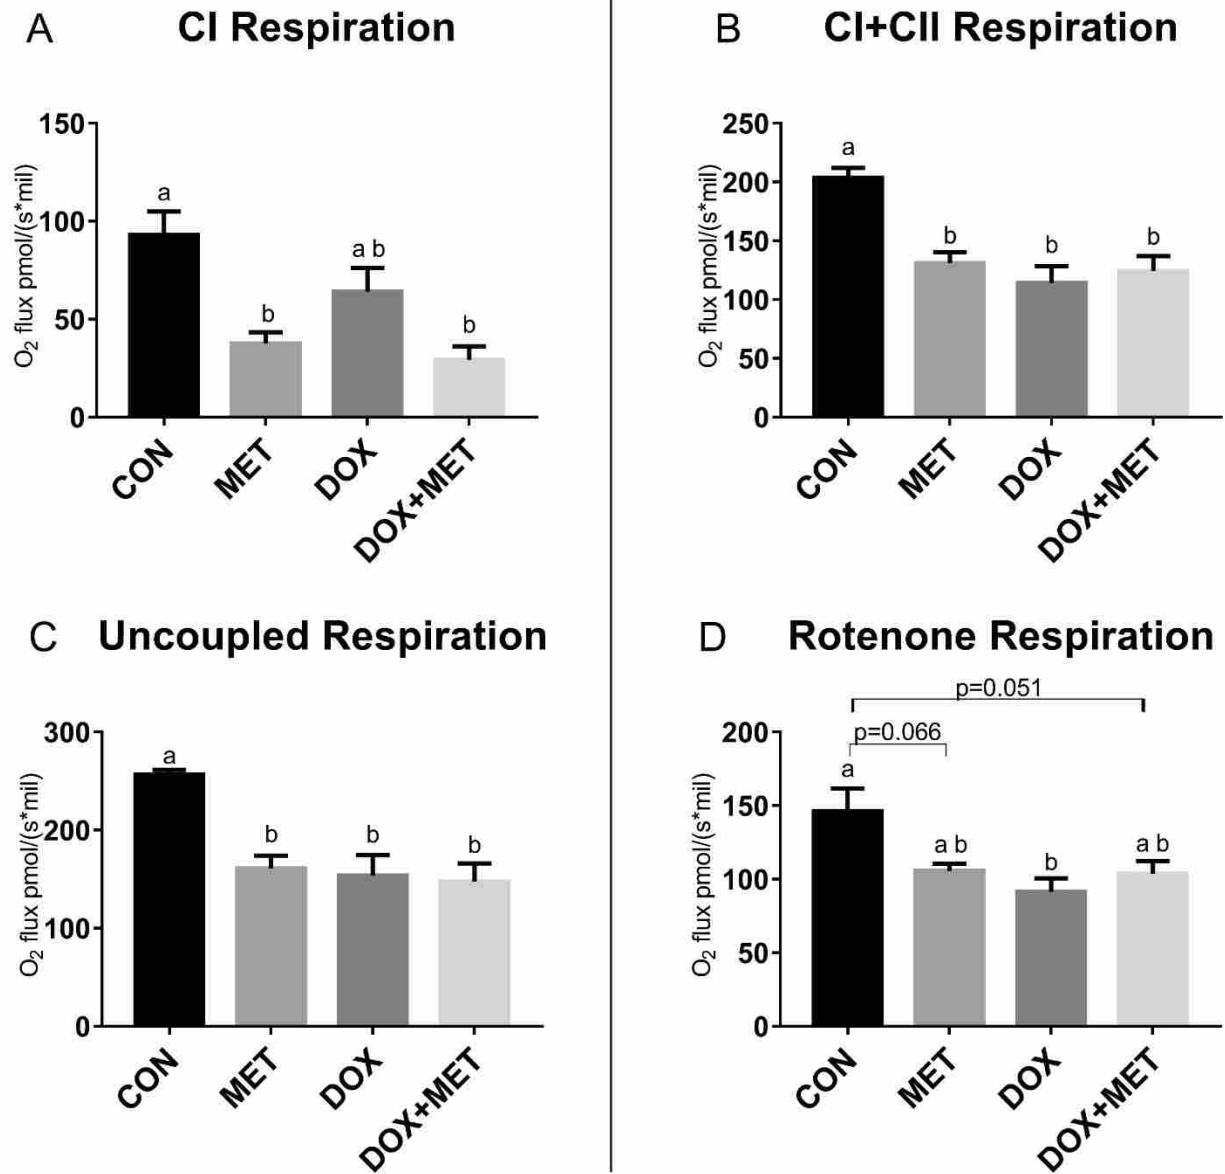 A CI Respiration
O2 flux pmol/(s*mil)
150
100
50
0
a
b
a b
b
CON
MET
DOX
DOX+MET
B CI+CII Respiration
O2 flux pmol/(s*mil)
250
200
150
100
50
0
a
b
b
b
CON
MET
DOX
DOX+MET
C Uncoupled Respiration
O2 flux pmol/(s*mil)
300
200
100
0
a
b
b
b
CON
MET
DOX
DOX+MET
D Rotenone Respiration
p=0.051
p=0.066
O2 flux pmol/(s*mil)
200
150
100
50
0
a
a b
b
a b
CON
MET
DOX
DOX+MET